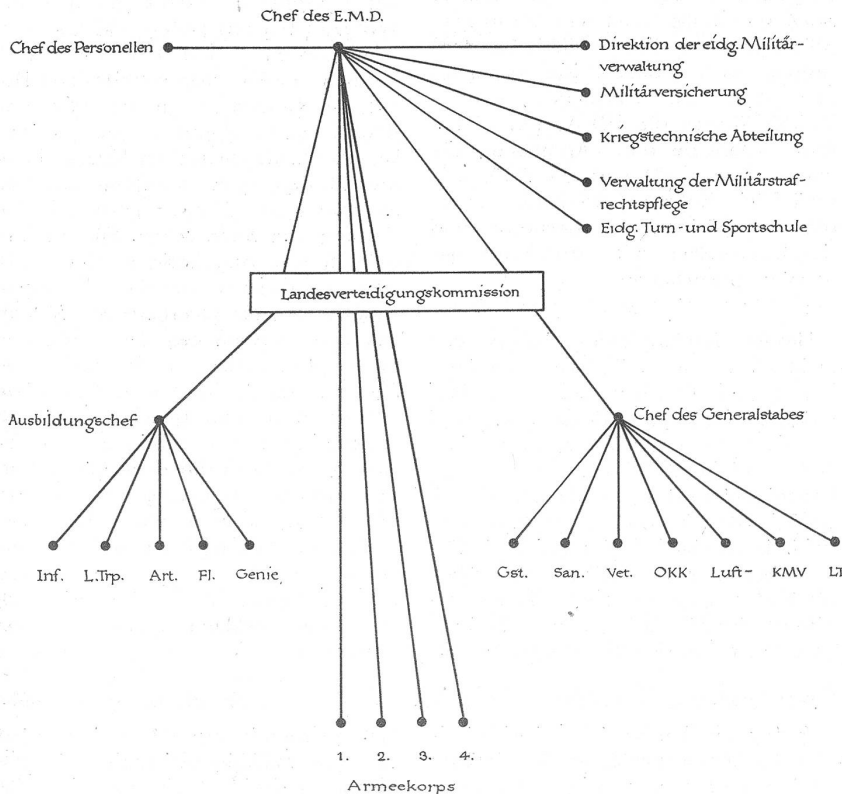 Chef des E.M.D.
Chef des Personellen
Direktion der eidg. Militär-
verwaltung
Militärversicherung
Kriegstechnische Abteilung
Verwaltung der Militärstraf-
rechtspflege
Eidg. Turn- und Sportschule
Landesverteidigungskommission
Ausbildungschef
Chef des Generalstabes
Inf. L.Trp. Art. Fl. Genie
Gst. San. Vet. OKK Luft- KMV LT
1. 2. 3. 4.
Armeekorps